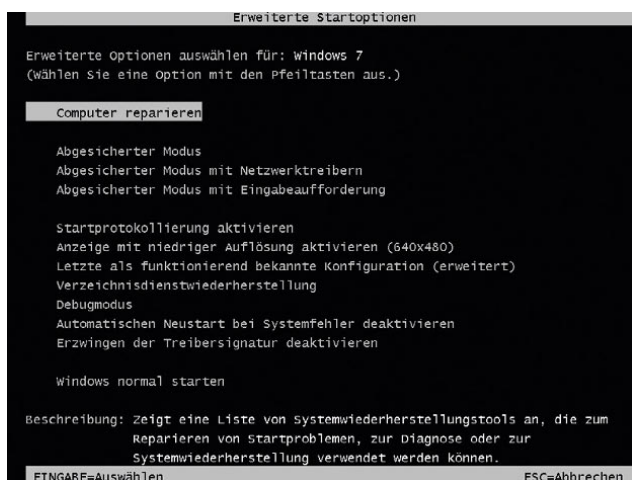 Erweiterte Startoptionen
Erweiterte Optionen auswählen für: Windows 7
(Wählen Sie eine Option mit den Pfeiltasten aus.)
Computer reparieren
Abgesicherter Modus
Abgesicherter Modus mit Netzwerktreibern
Abgesicherter Modus mit Eingabeaufforderung
Startprotokollierung aktivieren
Anzeige mit niedriger Auflösung aktivieren (640x480)
Letzte als funktionierend bekannte Konfiguration (erweitert)
Verzeichnisdienstwiederherstellung
Debugmodus
Automatischen Neustart bei Systemfehler deaktivieren
Erzwingen der Treibersignatur deaktivieren
Windows normal starten
Beschreibung: Zeigt eine Liste von Systemwiederherstellungstools an, die zum
Reparieren von Startproblemen, zur Diagnose oder zur
Systemwiederherstellung verwendet werden können.
EINGABE=Auswählen ESC=Abbrechen